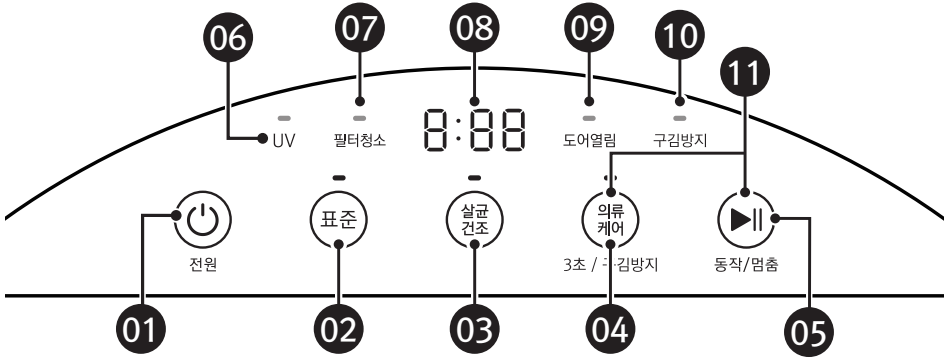 06
07
08
09
10
11
UV
필터청소
8:88
도어열림
구김방지
표준
살균
건조
의류
케어
전원
3초 / 구김방지
동작/멈춤
01
02
03
04
05